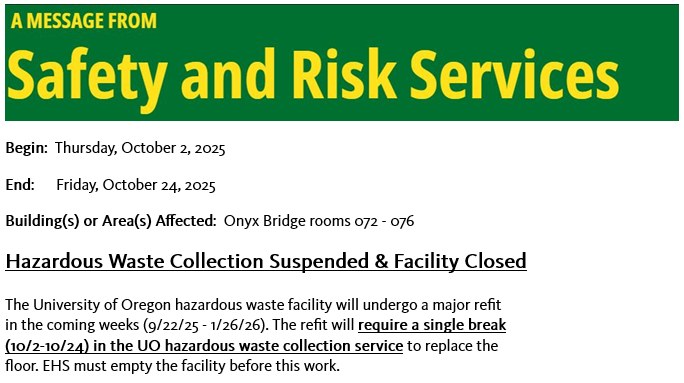 A MESSAGE FROM
Safety and Risk Services
Begin: Thursday, October 2, 2025
End: Friday, October 24, 2025
Building(s) or Area(s) Affected: Onyx Bridge rooms 072 - 076
Hazardous Waste Collection Suspended & Facility Closed
The University of Oregon hazardous waste facility will undergo a major refit
in the coming weeks (9/22/25 - 1/26/26). The refit will require a single break
(10/2-10/24) in the UO hazardous waste collection service to replace the
floor. EHS must empty the facility before this work.